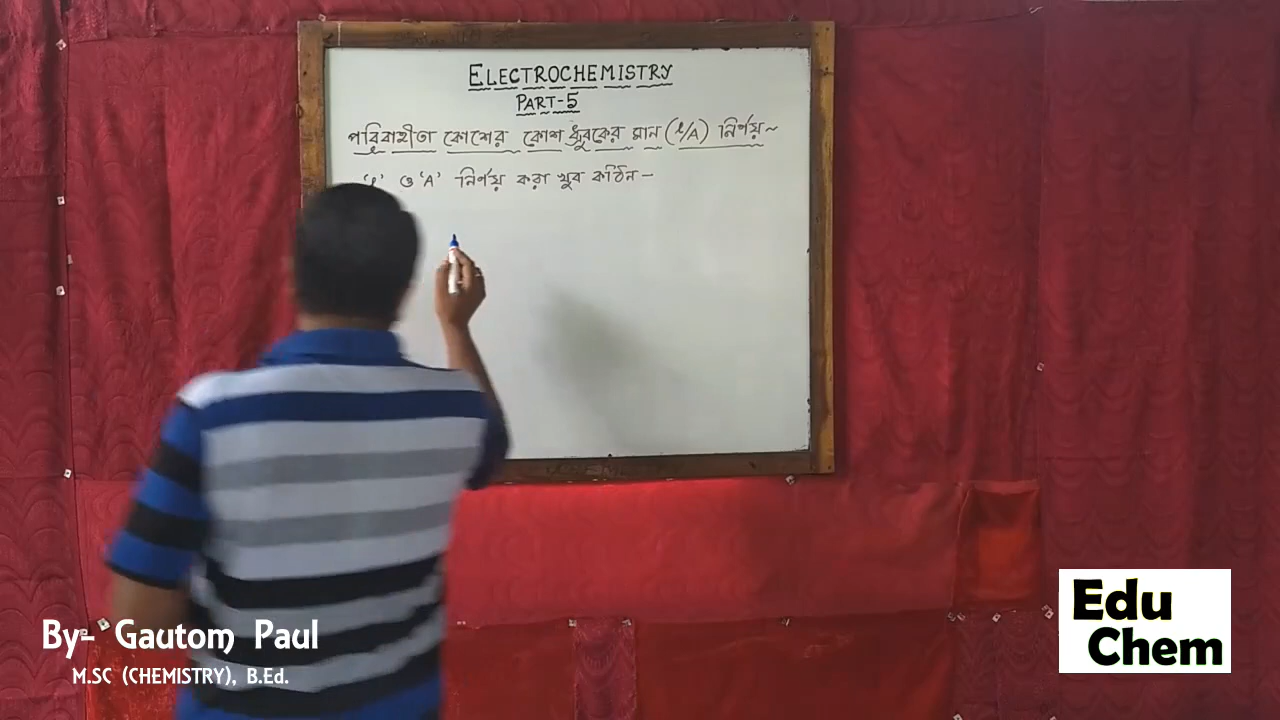 ELECTROCHEMISTRY
PART-5
পরিবাহীতা কোশের কোশ ধ্রুবকের মান (l/A) নির্ণয় ~
'l' ও 'A' নির্ণয় করা খুব কঠিন –
By- Gautom Paul
M.SC (CHEMISTRY), B.Ed.
Edu
Chem